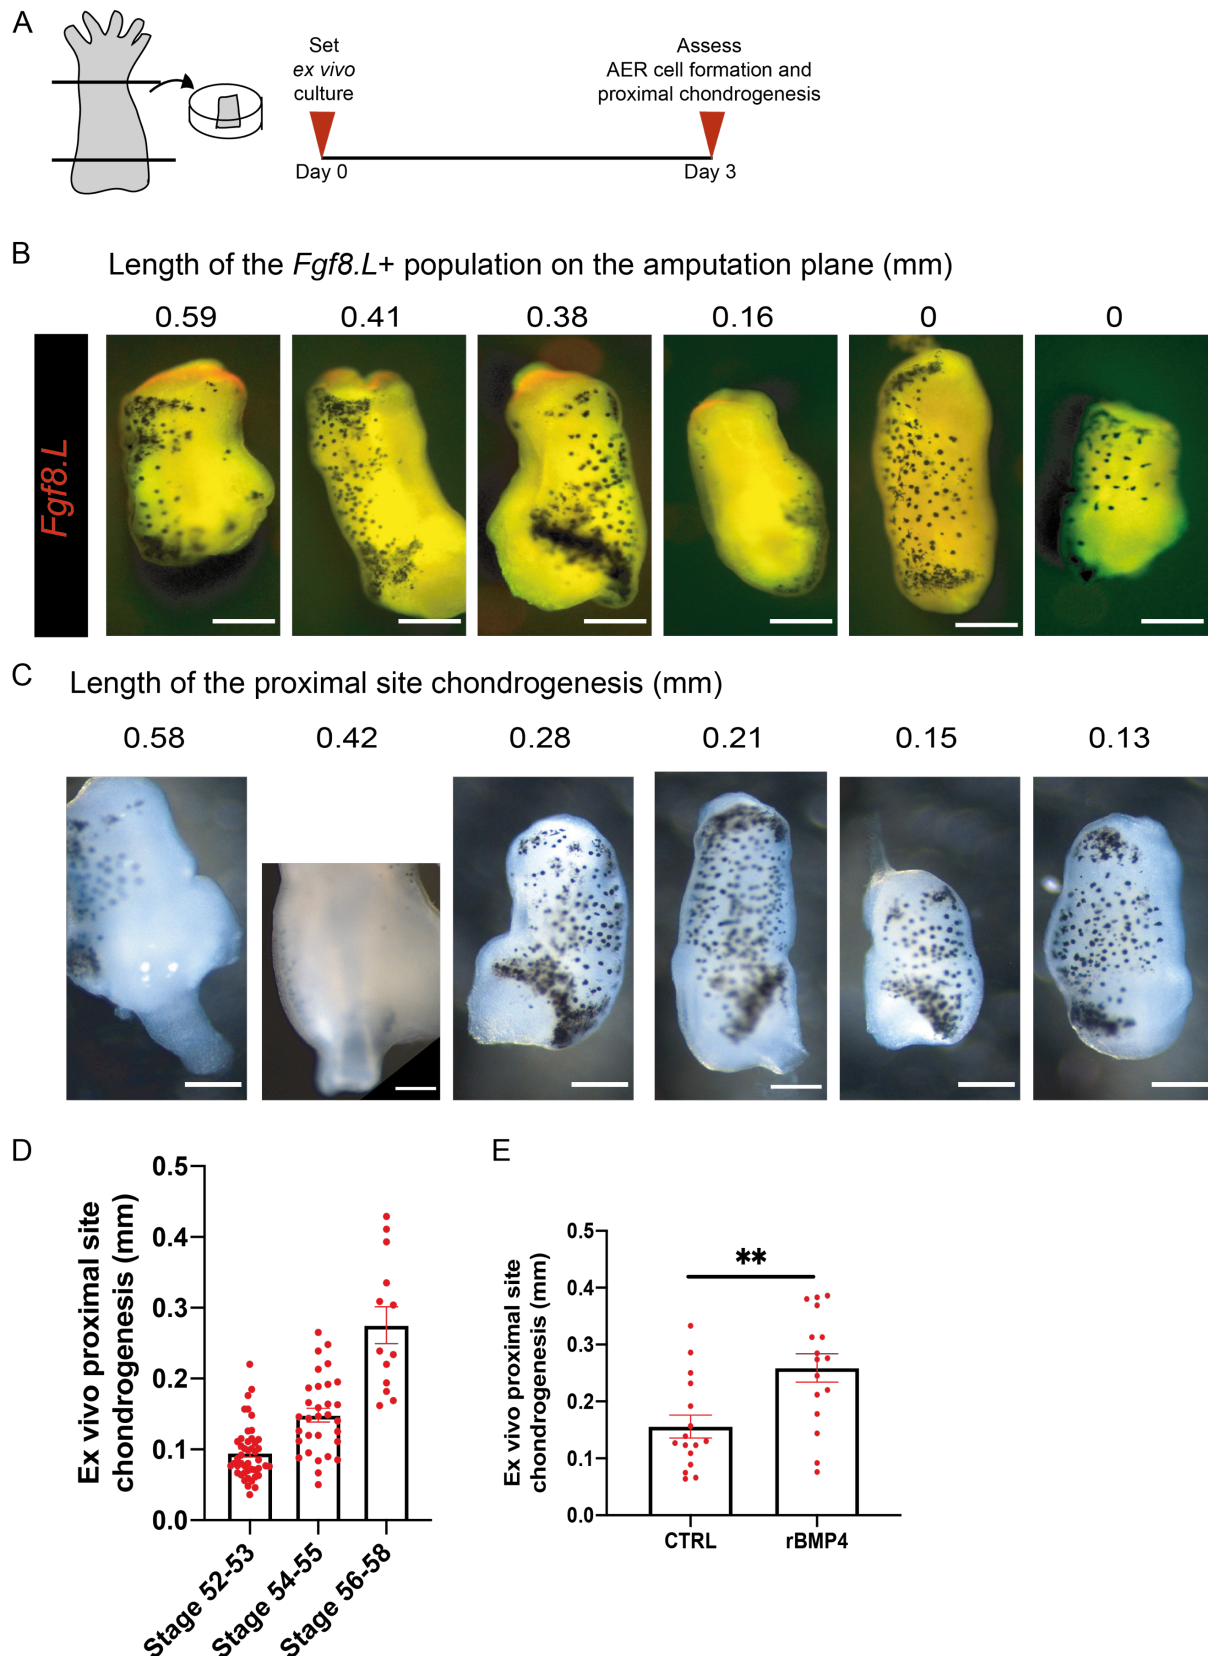 A
Set
ex vivo
culture
Assess
AER cell formation and
proximal chondrogenesis
Day 0
Day 3
B
Length of the Fgf8.L+ population on the amputation plane (mm)
0.59 0.41 0.38 0.16 0 0
Fgf8.L
C
Length of the proximal site chondrogenesis (mm)
0.58 0.42 0.28 0.21 0.15 0.13
D
Ex vivo proximal site
chondrogenesis (mm)
0.5
0.4
0.3
0.2
0.1
0.0
Stage 52-53
Stage 54-55
Stage 56-58
E
Ex vivo proximal site
chondrogenesis (mm)
0.5
0.4
0.3
0.2
0.1
0.0
**
CTRL
rBMP4